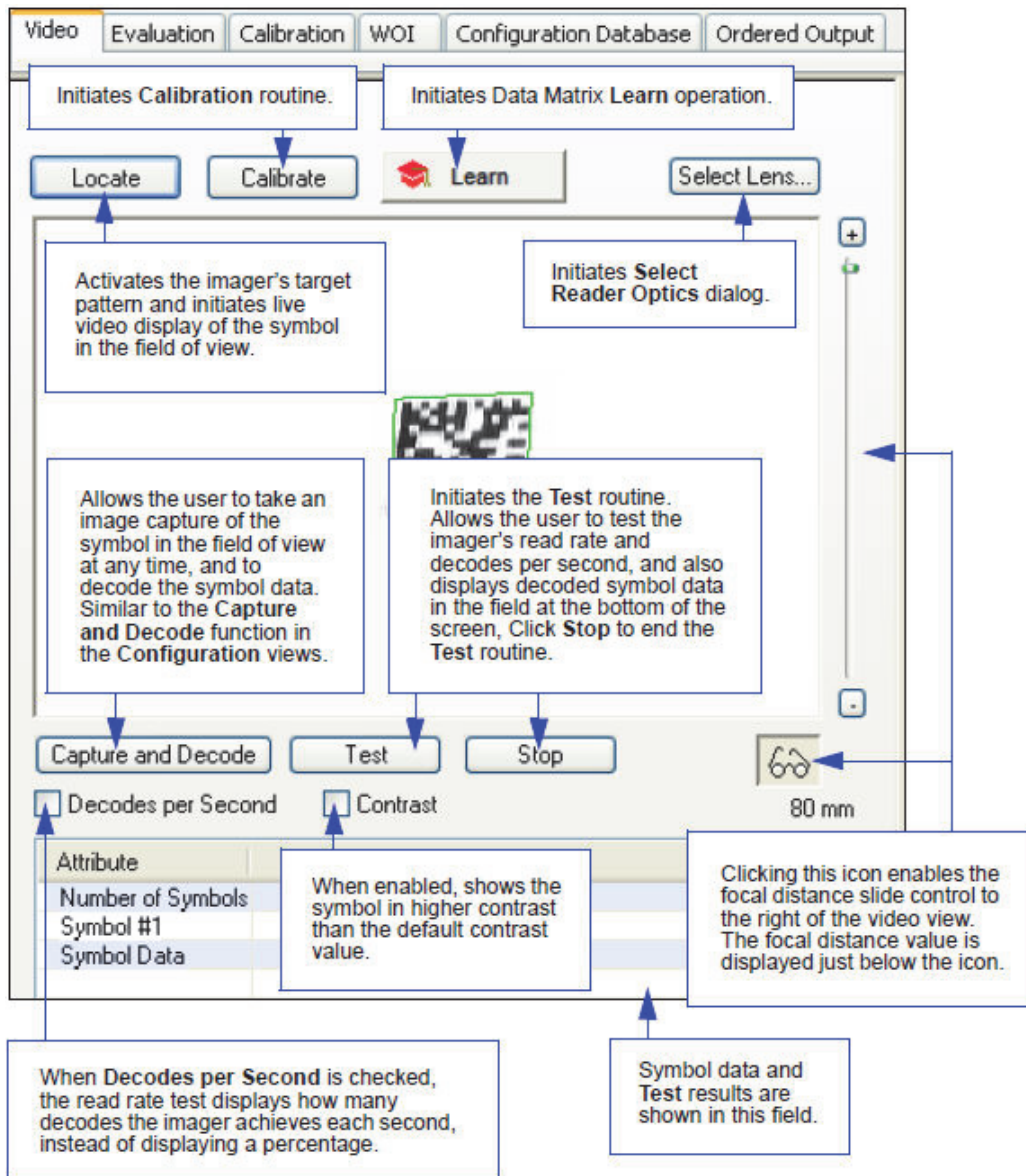 Video Evaluation Calibration WOI Configuration Database Ordered Output
Initiates Calibration routine.
Initiates Data Matrix Learn operation.
Locate Calibrate Learn Select Lens...
+
Activates the imager's target
pattern and initiates live
video display of the symbol
in the field of view.
Initiates Select
Reader Optics dialog.
Allows the user to take an
image capture of the
symbol in the field of view
at any time, and to
decode the symbol data.
Similar to the Capture
and Decode function in
the Configuration views.
Initiates the Test routine.
Allows the user to test the
imager's read rate and
decodes per second, and also
displays decoded symbol data
in the field at the bottom of the
screen, Click Stop to end the
Test routine.
-
Capture and Decode Test Stop
Decodes per Second Contrast 80 mm
Attribute
Number of Symbols
Symbol #1
Symbol Data
When enabled, shows the
symbol in higher contrast
than the default contrast
value.
Clicking this icon enables the
focal distance slide control to
the right of the video view.
The focal distance value is
displayed just below the icon.
When Decodes per Second is checked,
the read rate test displays how many
decodes the imager achieves each second,
instead of displaying a percentage.
Symbol data and
Test results are
shown in this field.